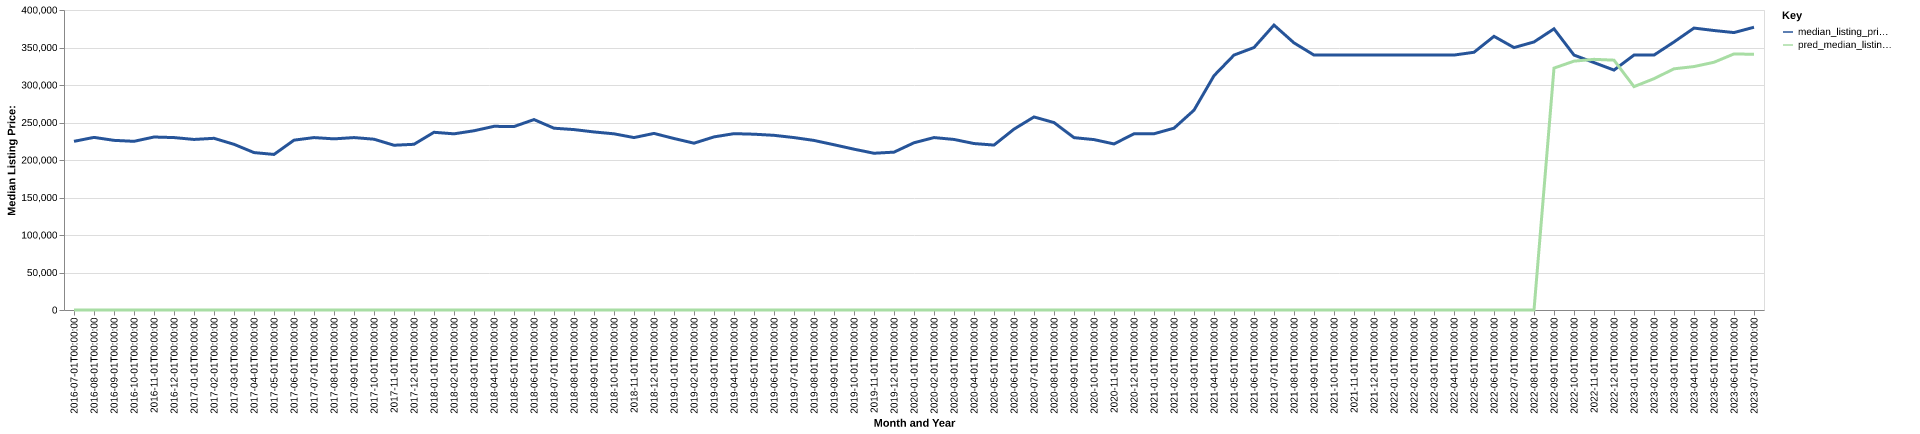 400,000
350,000
300,000
250,000
200,000
150,000
100,000
50,000
0
Median Listing Price:
2016-07-01T00:00:00
2016-08-01T00:00:00
2016-09-01T00:00:00
2016-10-01T00:00:00
2016-11-01T00:00:00
2016-12-01T00:00:00
2017-01-01T00:00:00
2017-02-01T00:00:00
2017-03-01T00:00:00
2017-04-01T00:00:00
2017-05-01T00:00:00
2017-06-01T00:00:00
2017-07-01T00:00:00
2017-08-01T00:00:00
2017-09-01T00:00:00
2017-10-01T00:00:00
2017-11-01T00:00:00
2017-12-01T00:00:00
2018-01-01T00:00:00
2018-02-01T00:00:00
2018-03-01T00:00:00
2018-04-01T00:00:00
2018-05-01T00:00:00
2018-06-01T00:00:00
2018-07-01T00:00:00
2018-08-01T00:00:00
2018-09-01T00:00:00
2018-10-01T00:00:00
2018-11-01T00:00:00
2018-12-01T00:00:00
2019-01-01T00:00:00
2019-02-01T00:00:00
2019-03-01T00:00:00
2019-04-01T00:00:00
2019-05-01T00:00:00
2019-06-01T00:00:00
2019-07-01T00:00:00
2019-08-01T00:00:00
2019-09-01T00:00:00
2019-10-01T00:00:00
2019-11-01T00:00:00
2019-12-01T00:00:00
2020-01-01T00:00:00
2020-02-01T00:00:00
2020-03-01T00:00:00
2020-04-01T00:00:00
2020-05-01T00:00:00
2020-06-01T00:00:00
2020-07-01T00:00:00
2020-08-01T00:00:00
2020-09-01T00:00:00
2020-10-01T00:00:00
2020-11-01T00:00:00
2020-12-01T00:00:00
2021-01-01T00:00:00
2021-02-01T00:00:00
2021-03-01T00:00:00
2021-04-01T00:00:00
2021-05-01T00:00:00
2021-06-01T00:00:00
2021-07-01T00:00:00
2021-08-01T00:00:00
2021-09-01T00:00:00
2021-10-01T00:00:00
2021-11-01T00:00:00
2021-12-01T00:00:00
2022-01-01T00:00:00
2022-02-01T00:00:00
2022-03-01T00:00:00
2022-04-01T00:00:00
2022-05-01T00:00:00
2022-06-01T00:00:00
2022-07-01T00:00:00
2022-08-01T00:00:00
2022-09-01T00:00:00
2022-10-01T00:00:00
2022-11-01T00:00:00
2022-12-01T00:00:00
2023-01-01T00:00:00
2023-02-01T00:00:00
2023-03-01T00:00:00
2023-04-01T00:00:00
2023-05-01T00:00:00
2023-06-01T00:00:00
2023-07-01T00:00:00
Month and Year
Key
median_listing_pri…
pred_median_listin…